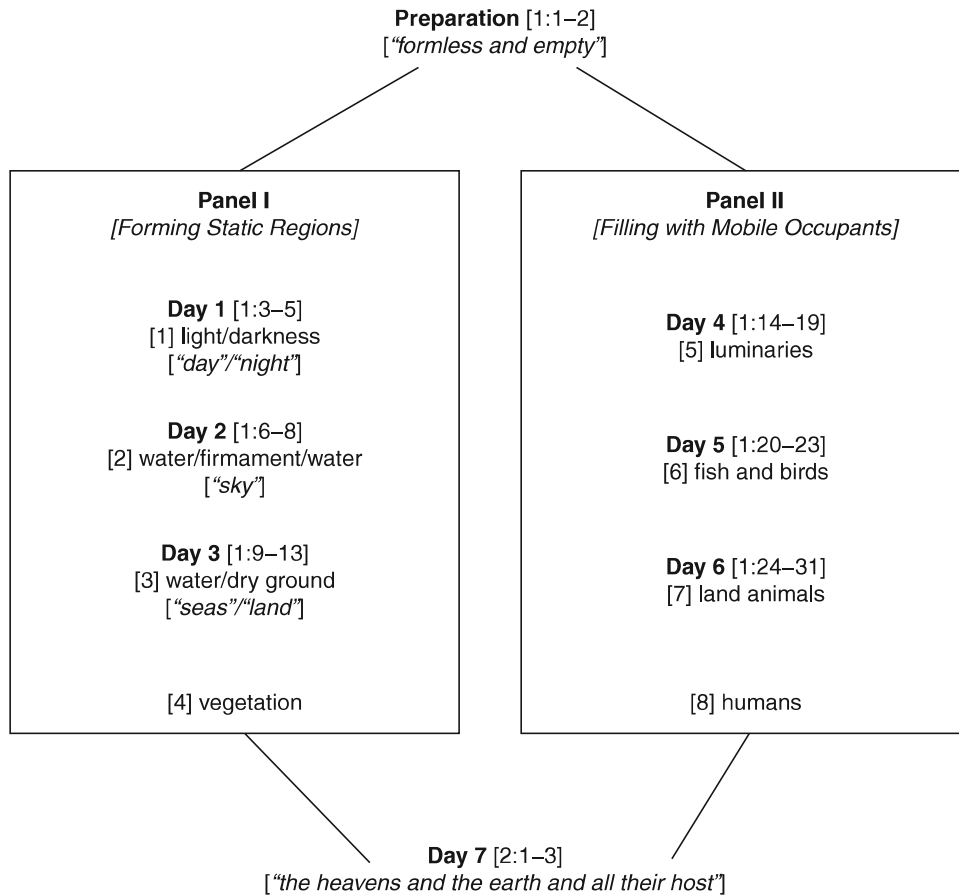 Preparation [1:1–2]
[“formless and empty”]
Panel I
[Forming Static Regions]
Day 1 [1:3–5]
[1] light/darkness
[“day”/“night”]
Day 2 [1:6–8]
[2] water/firmament/water
[“sky”]
Day 3 [1:9–13]
[3] water/dry ground
[“seas”/“land”]
[4] vegetation
Panel II
[Filling with Mobile Occupants]
Day 4 [1:14–19]
[5] luminaries
Day 5 [1:20–23]
[6] fish and birds
Day 6 [1:24–31]
[7] land animals
[8] humans
Day 7 [2:1–3]
[“the heavens and the earth and all their host”]